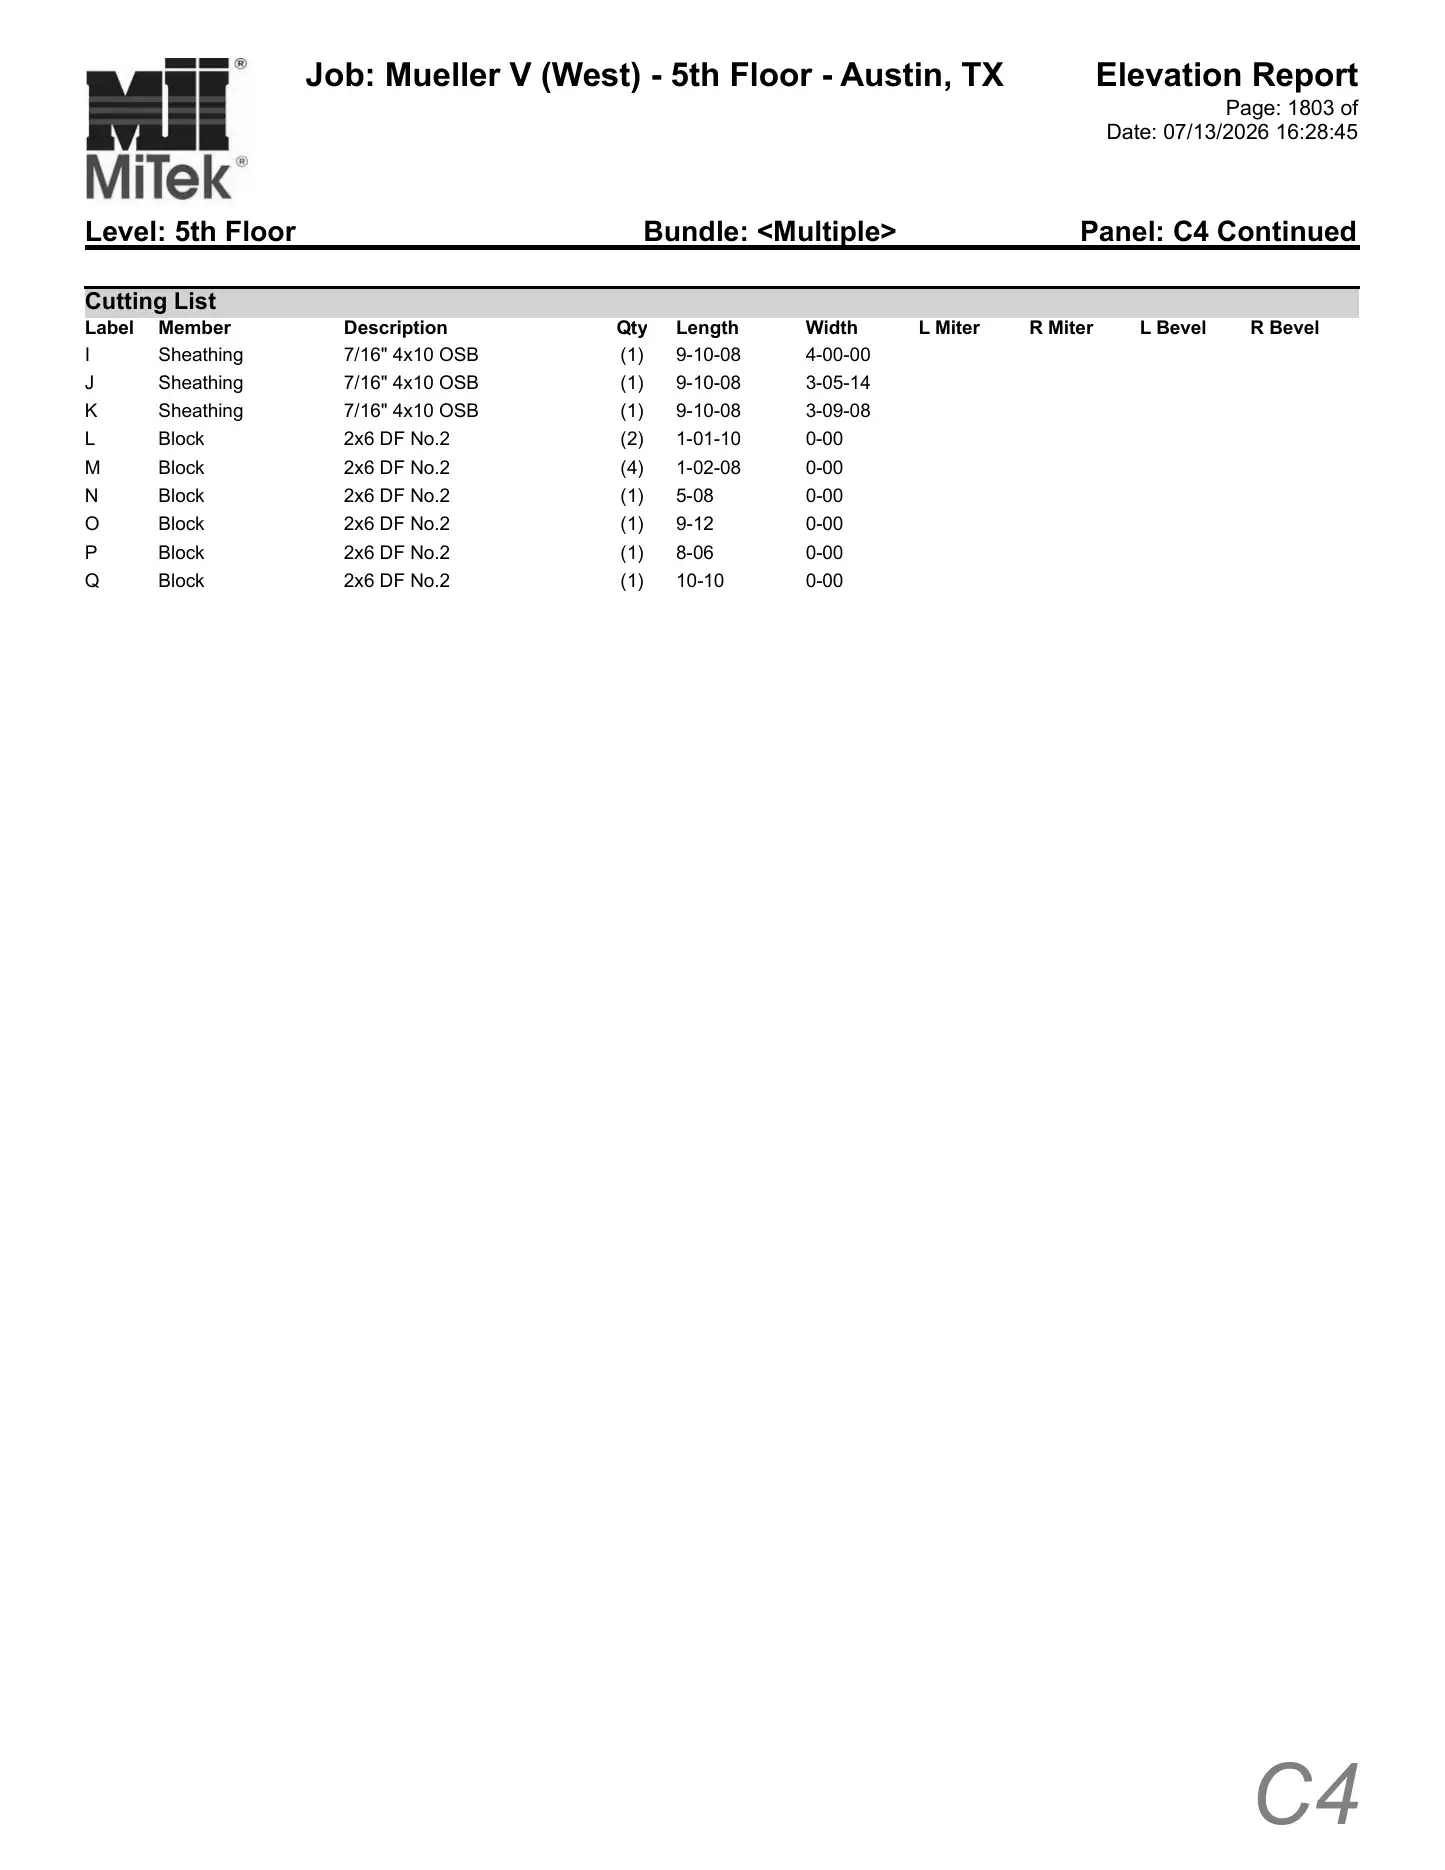 MiTek®
Job: Mueller V (West) - 5th Floor - Austin, TX
Elevation Report
Page: 1803 of
Date: 07/13/2026 16:28:45
Level: 5th Floor Bundle: <Multiple> Panel: C4 Continued
Cutting List
Label Member Description Qty Length Width L Miter R Miter L Bevel R Bevel
I Sheathing 7/16" 4x10 OSB (1) 9-10-08 4-00-00
J Sheathing 7/16" 4x10 OSB (1) 9-10-08 3-05-14
K Sheathing 7/16" 4x10 OSB (1) 9-10-08 3-09-08
L Block 2x6 DF No.2 (2) 1-01-10 0-00
M Block 2x6 DF No.2 (4) 1-02-08 0-00
N Block 2x6 DF No.2 (1) 5-08 0-00
O Block 2x6 DF No.2 (1) 9-12 0-00
P Block 2x6 DF No.2 (1) 8-06 0-00
Q Block 2x6 DF No.2 (1) 10-10 0-00
C4